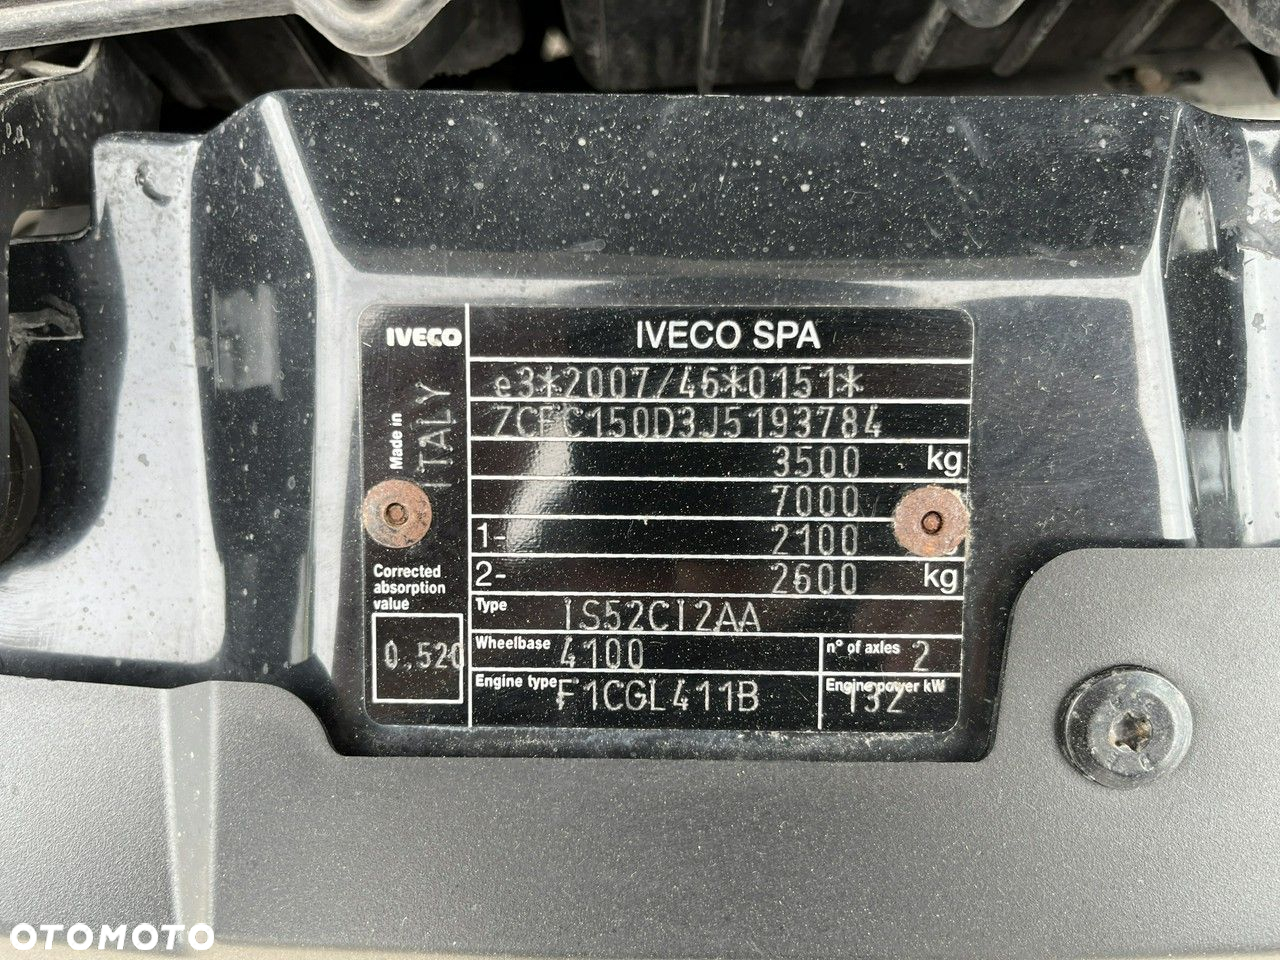 IVECO
IVECO SPA
Made in
ITALY
e3*2007/46*0151*
ZCFC150D3J5193784
3500 kg
7000
1- 2100
2- 2600 kg
Corrected
absorption
value
0.520
Type IS52CI2AA
Wheelbase 4100
n° of axles 2
Engine type F1CGL411B
Engine power kW 132
OTOMOTO